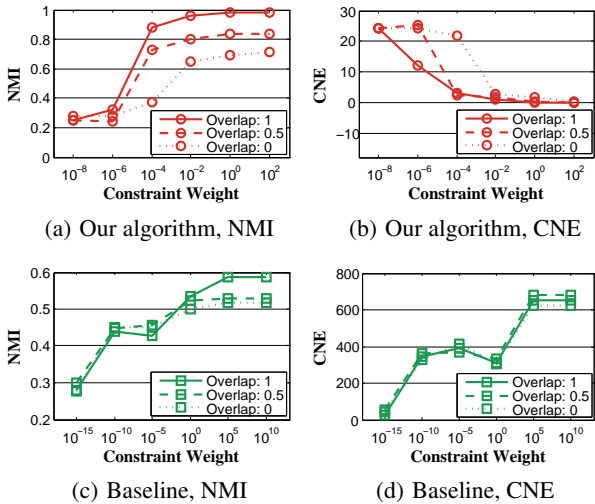 1
0.8
0.6
0.4
0.2
0
NMI
10^-8 10^-6 10^-4 10^-2 10^0 10^2
Constraint Weight
Overlap: 1
Overlap: 0.5
Overlap: 0
(a) Our algorithm, NMI
30
20
10
0
−10
CNE
10^-8 10^-6 10^-4 10^-2 10^0 10^2
Constraint Weight
Overlap: 1
Overlap: 0.5
Overlap: 0
(b) Our algorithm, CNE
0.6
0.5
0.4
0.3
0.2
NMI
10^-15 10^-10 10^-5 10^0 10^5 10^10
Constraint Weight
Overlap: 1
Overlap: 0.5
Overlap: 0
(c) Baseline, NMI
800
600
400
200
0
CNE
10^-15 10^-10 10^-5 10^0 10^5 10^10
Constraint Weight
Overlap: 1
Overlap: 0.5
Overlap: 0
(d) Baseline, CNE